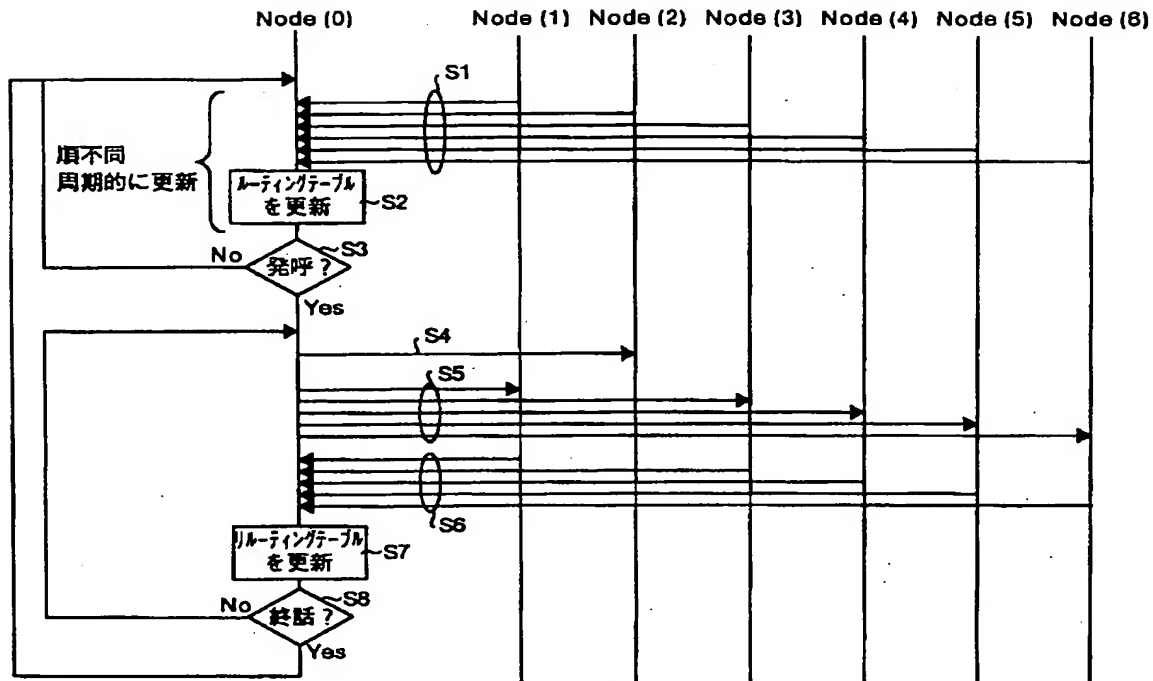 Node (0) Node (1) Node (2) Node (3) Node (4) Node (5) Node (6)
S1
順不同
周期的に更新
ルーティングテーブル
を更新
S2
No
発呼？
S3
Yes
S4
S5
S6
リルーティングテーブル
を更新
S7
No
終話？
S8
Yes